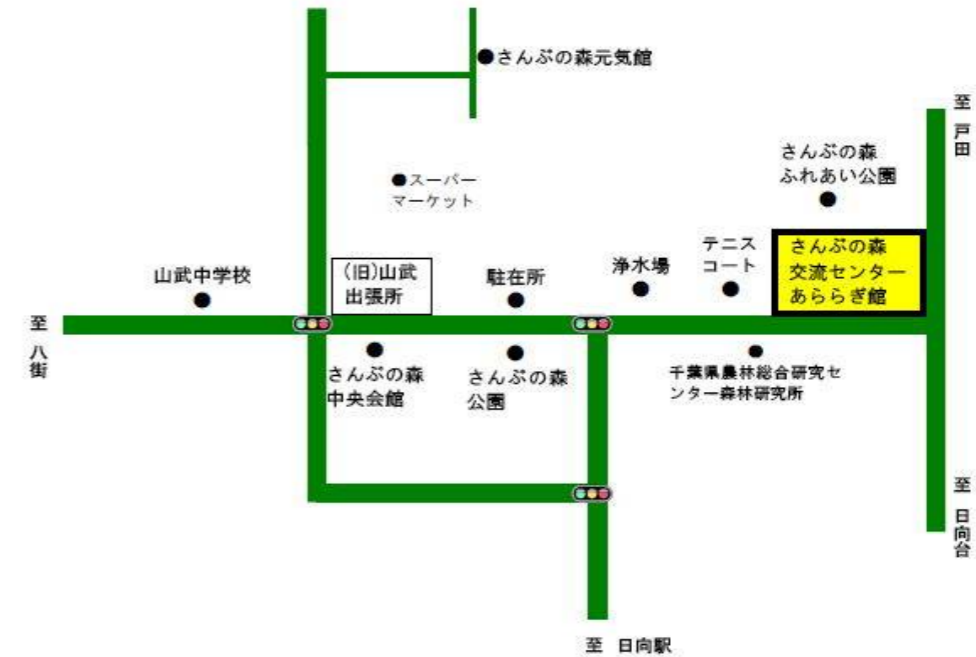 ●さんぶの森元気館
至 戸田
さんぶの森
ふれあい公園
●スーパー
マーケット
テニス
コート
さんぶの森
交流センター
あららぎ館
浄水場
(旧)山武
出張所
駐在所
山武中学校
至 八街
さんぶの森
中央会館
さんぶの森
公園
千葉県農林総合研究セ
ンター森林研究所
至 日向台
至 日向駅